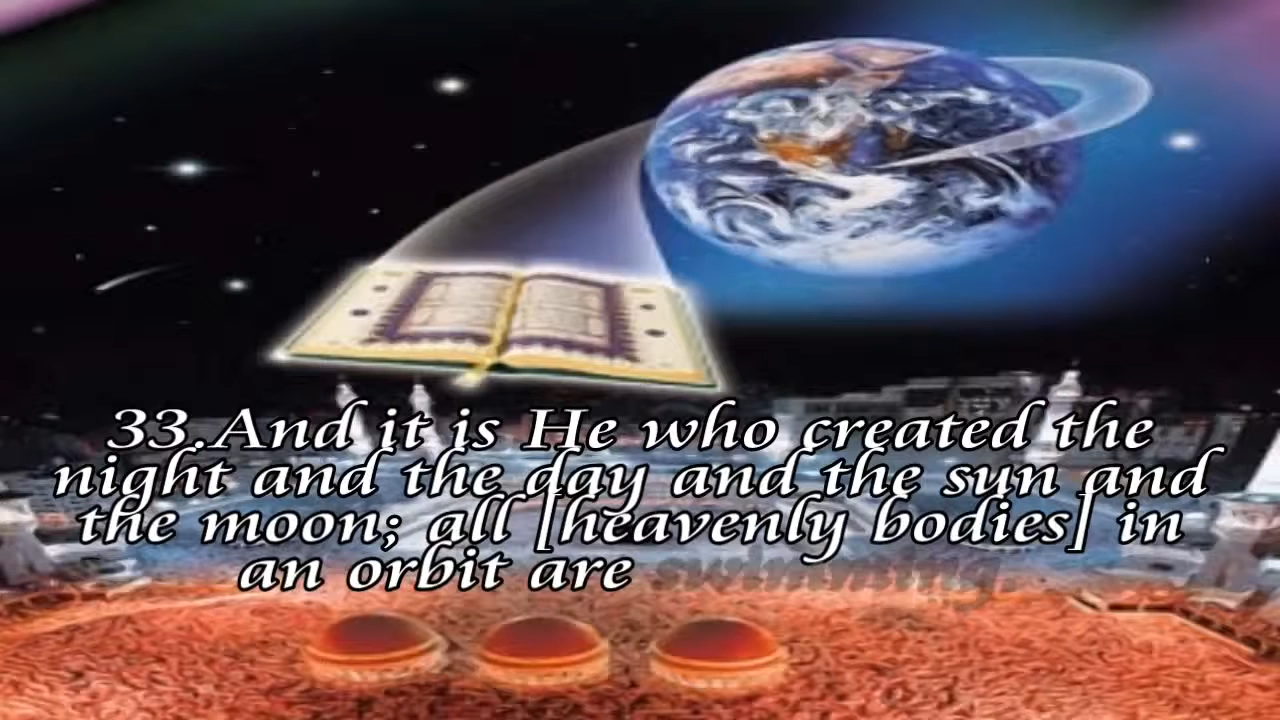 33.And it is He who created the
night and the day and the sun and
the moon; all [heavenly bodies] in
an orbit are swimming.